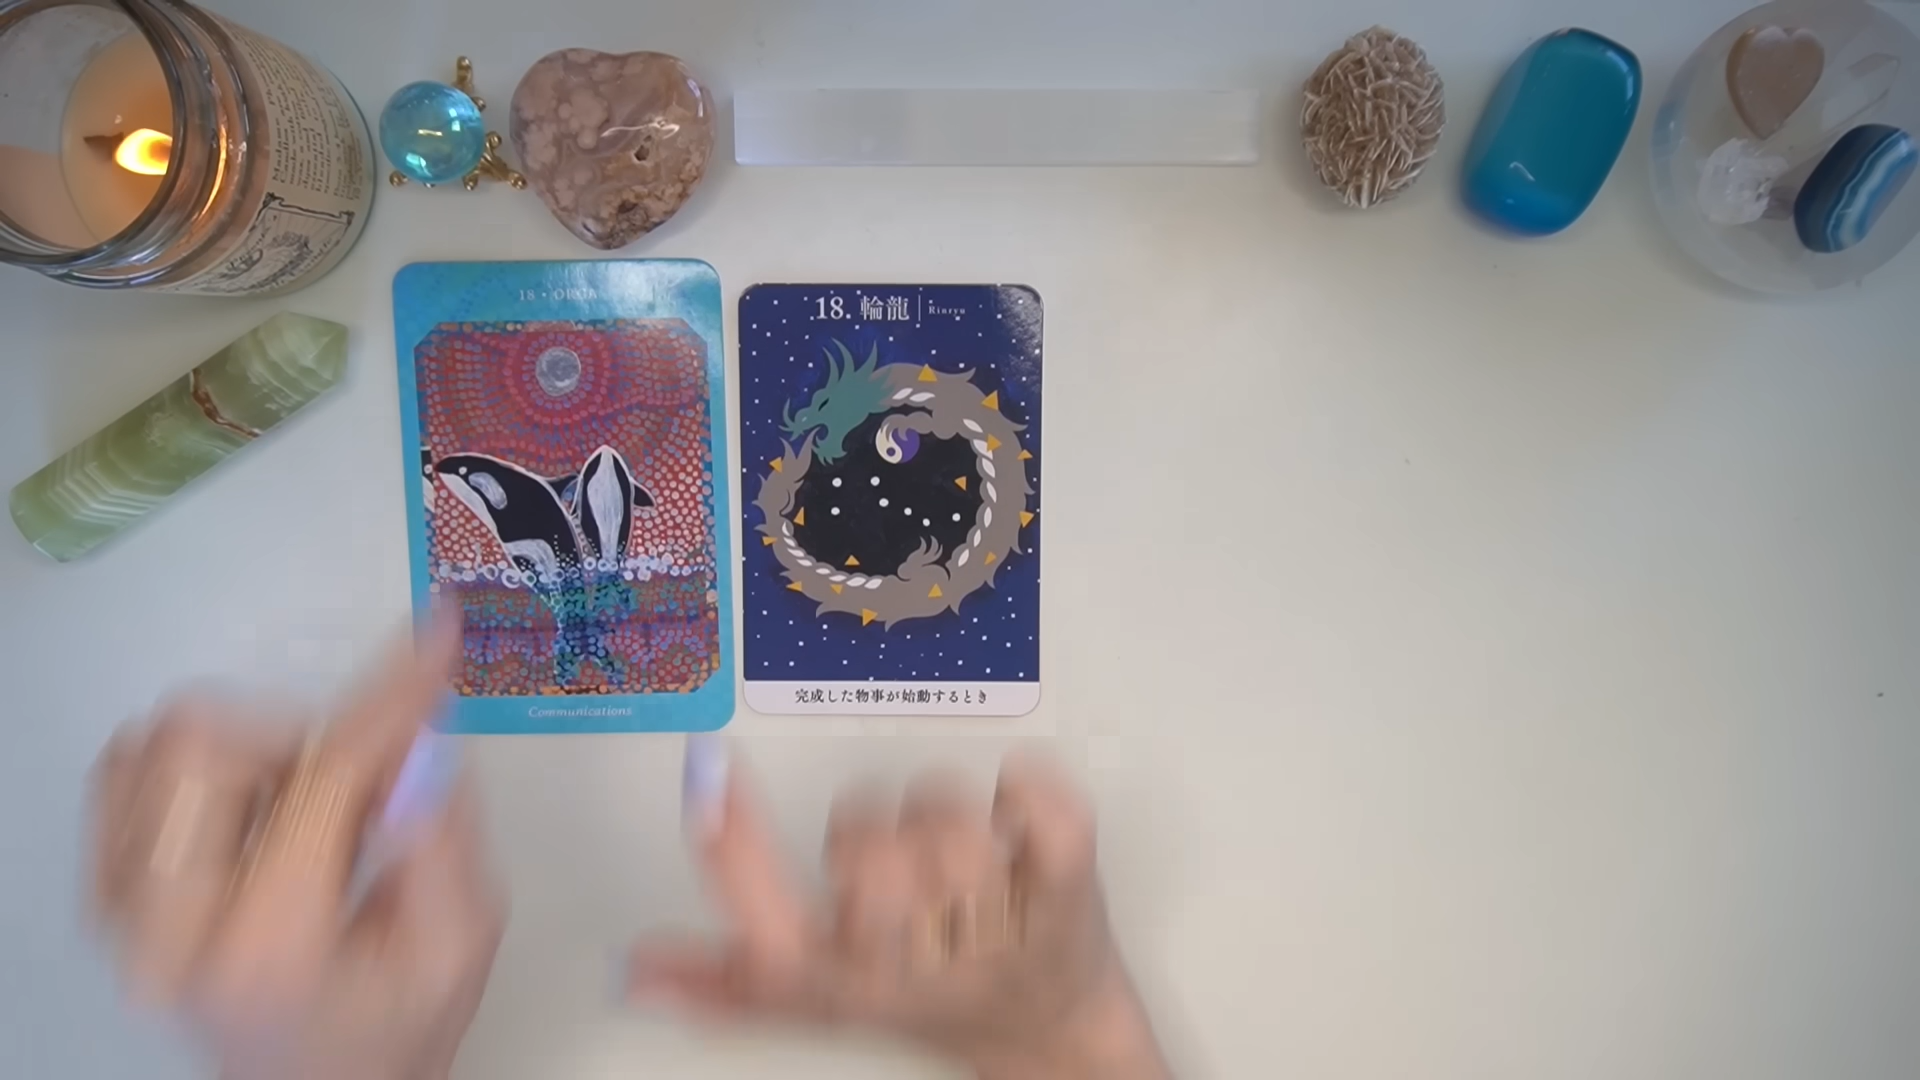 18 • ORCA
Communications
18. 輪龍 | Rinryu
完成した物事が始動するとき